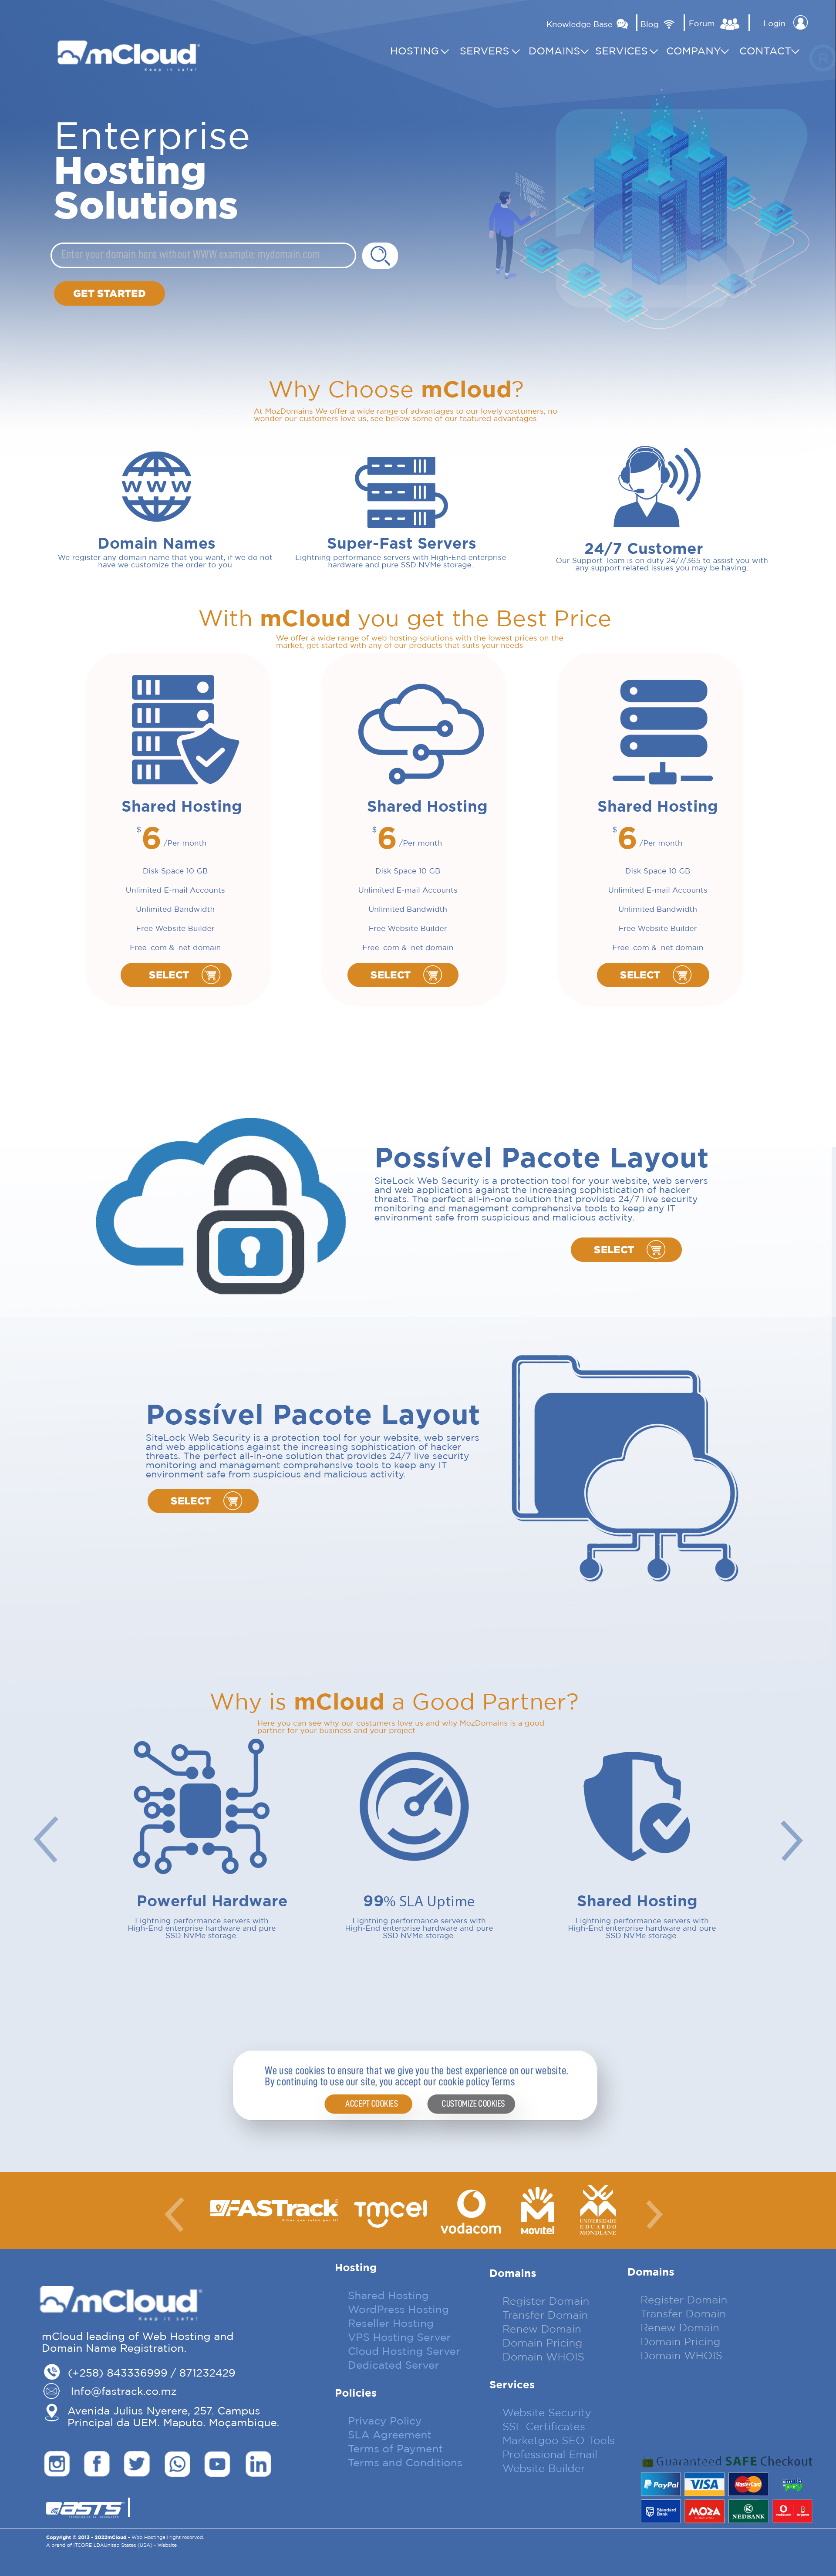 Knowledge Base Blog Forum Login
mCloud®
Keep it safe!
HOSTING SERVERS DOMAINS SERVICES COMPANY CONTACT
Enterprise
Hosting
Solutions
Enter your domain here without WWW example: mydomain.com
GET STARTED
Why Choose mCloud?
At MozDomains We offer a wide range of advantages to our lovely costumers, no
wonder our customers love us, see bellow some of our featured advantages
WWW
Domain Names
We register any domain name that you want, if we do not
have we customize the order to you
Super-Fast Servers
Lightning performance servers with High-End enterprise
hardware and pure SSD NVMe storage.
24/7 Customer
Our Support Team is on duty 24/7/365 to assist you with
any support related issues you may be having.
With mCloud you get the Best Price
We offer a wide range of web hosting solutions with the lowest prices on the
market, get started with any of our products that suits your needs
Shared Hosting
$6 /Per month
Disk Space 10 GB
Unlimited E-mail Accounts
Unlimited Bandwidth
Free Website Builder
Free .com & .net domain
SELECT
Shared Hosting
$6 /Per month
Disk Space 10 GB
Unlimited E-mail Accounts
Unlimited Bandwidth
Free Website Builder
Free .com & .net domain
SELECT
Shared Hosting
$6 /Per month
Disk Space 10 GB
Unlimited E-mail Accounts
Unlimited Bandwidth
Free Website Builder
Free .com & .net domain
SELECT
Possível Pacote Layout
SiteLock Web Security is a protection tool for your website, web servers
and web applications against the increasing sophistication of hacker
threats. The perfect all-in-one solution that provides 24/7 live security
monitoring and management comprehensive tools to keep any IT
environment safe from suspicious and malicious activity.
SELECT
Possível Pacote Layout
SiteLock Web Security is a protection tool for your website, web servers
and web applications against the increasing sophistication of hacker
threats. The perfect all-in-one solution that provides 24/7 live security
monitoring and management comprehensive tools to keep any IT
environment safe from suspicious and malicious activity.
SELECT
Why is mCloud a Good Partner?
Here you can see why our costumers love us and why MozDomains is a good
partner for your business and your project
Powerful Hardware
Lightning performance servers with
High-End enterprise hardware and pure
SSD NVMe storage.
99% SLA Uptime
Lightning performance servers with
High-End enterprise hardware and pure
SSD NVMe storage.
Shared Hosting
Lightning performance servers with
High-End enterprise hardware and pure
SSD NVMe storage.
We use cookies to ensure that we give you the best experience on our website.
By continuing to use our site, you accept our cookie policy Terms
ACCEPT COOKIES CUSTOMIZE COOKIES
FASTrack
tmcel
vodacom
Movitel
UNIVERSIDADE
EDUARDO
MONDLANE
mCloud®
Keep it safe!
mCloud leading of Web Hosting and
Domain Name Registration.
(+258) 843336999 / 871232429
Info@fastrack.co.mz
Avenida Julius Nyerere, 257. Campus
Principal da UEM. Maputo. Moçambique.
ASTS
Hosting
Shared Hosting
WordPress Hosting
Reseller Hosting
VPS Hosting Server
Cloud Hosting Server
Dedicated Server
Policies
Privacy Policy
SLA Agreement
Terms of Payment
Terms and Conditions
Domains
Register Domain
Transfer Domain
Renew Domain
Domain Pricing
Domain WHOIS
Services
Website Security
SSL Certificates
Marketgoo SEO Tools
Professional Email
Website Builder
Domains
Register Domain
Transfer Domain
Renew Domain
Domain Pricing
Domain WHOIS
Guaranteed SAFE Checkout
PayPal VISA MasterCard
Standard Bank MOZA NEDBANK
Copyright © 2013 - 2022mCloud - Web Hostingall right reserved.
A brand of ITCORE LDAUnited States (USA) - Website